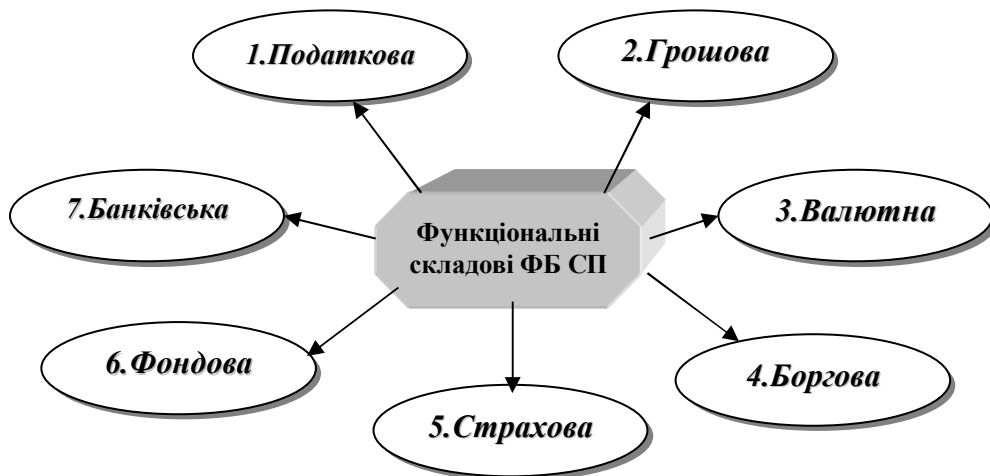 1.Податкова
2.Грошова
7.Банківська
Функціональні
складові ФБ СП
3.Валютна
6.Фондова
4.Боргова
5.Страхова